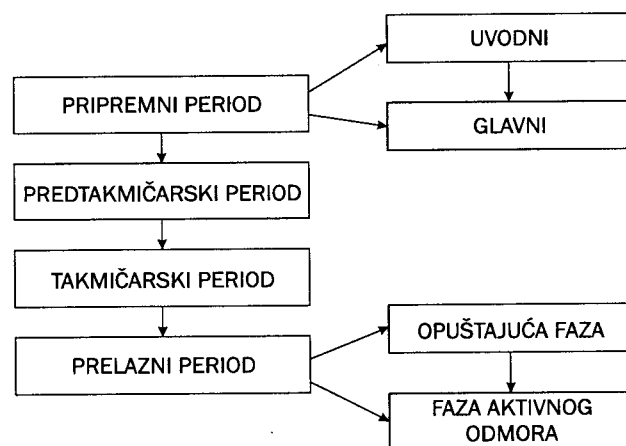 UVODNI
PRIPREMNI PERIOD
GLAVNI
PREDTAKMIČARSKI PERIOD
TAKMIČARSKI PERIOD
OPUŠTAJUĆA FAZA
PRELAZNI PERIOD
FAZA AKTIVNOG
ODMORA